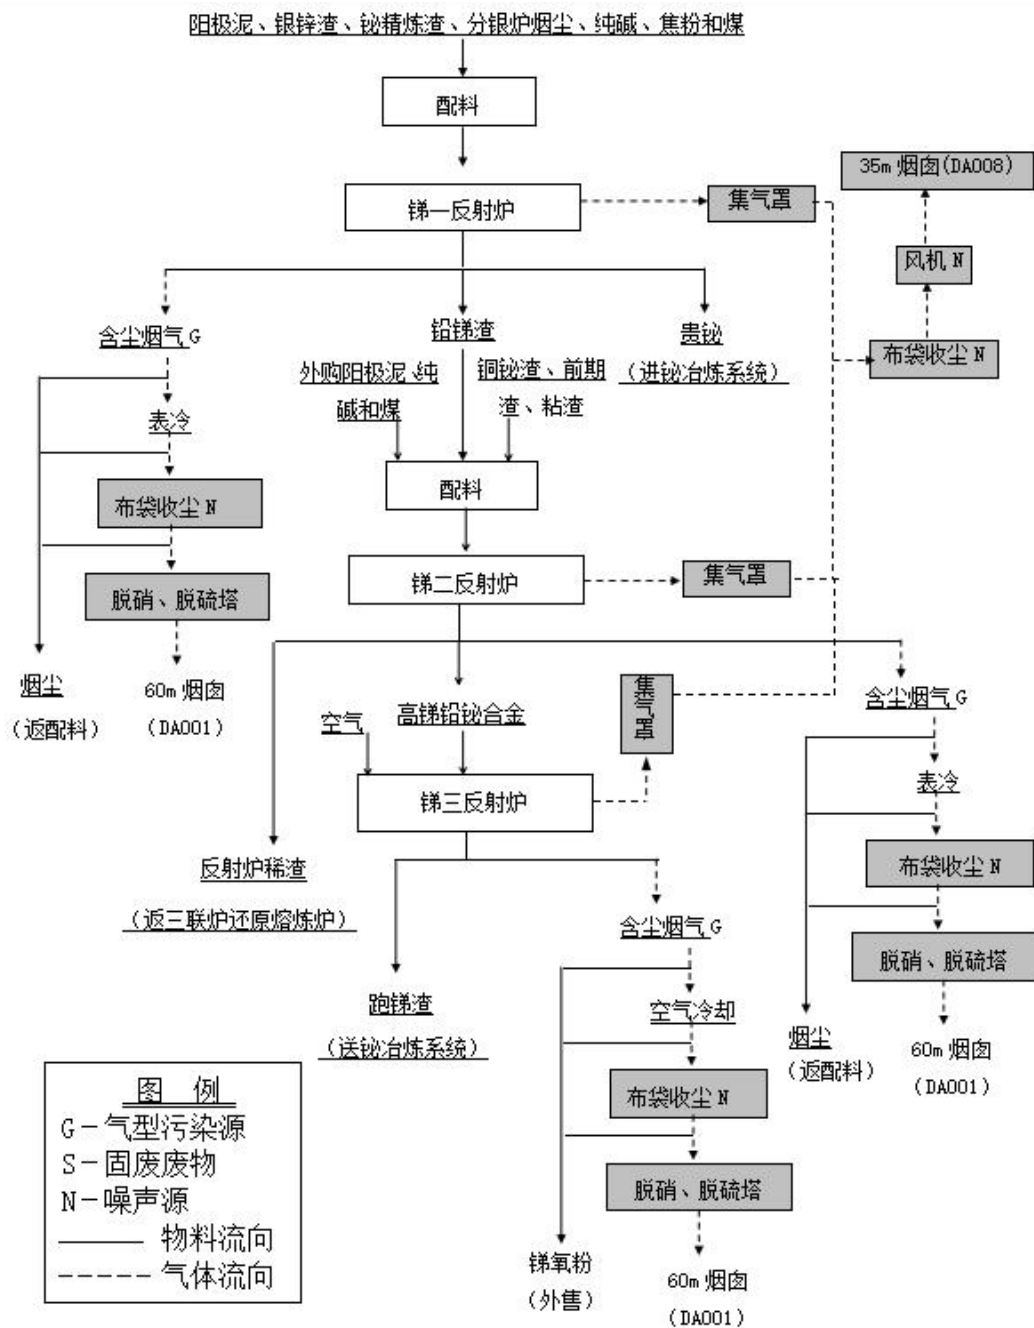 阳极泥、银锌渣、铋精炼渣、分银炉烟尘、纯碱、焦粉和煤
配料
35m 烟囱(DA008)
锑一反射炉
集气罩
风机 N
含尘烟气 G
铅锑渣
贵铋
布袋收尘 N
外购阳极泥、纯
碱和煤
铜铋渣、前期
渣、粘渣
（进铋冶炼系统）
表冷
布袋收尘 N
配料
锑二反射炉
集气罩
脱硝、脱硫塔
烟尘
（返配料）
60m 烟囱
(DA001)
空气
高锑铅铋合金
集气罩
含尘烟气 G
锑三反射炉
表冷
反射炉稀渣
（返三联炉还原熔炼炉）
布袋收尘 N
含尘烟气 G
脱硝、脱硫塔
跑锑渣
（送铋冶炼系统）
空气冷却
烟尘
（返配料）
60m 烟囱
(DA001)
布袋收尘 N
脱硝、脱硫塔
锑氧粉
（外售）
60m 烟囱
(DA001)
图 例
G－气型污染源
S－固废废物
N－噪声源
物料流向
气体流向